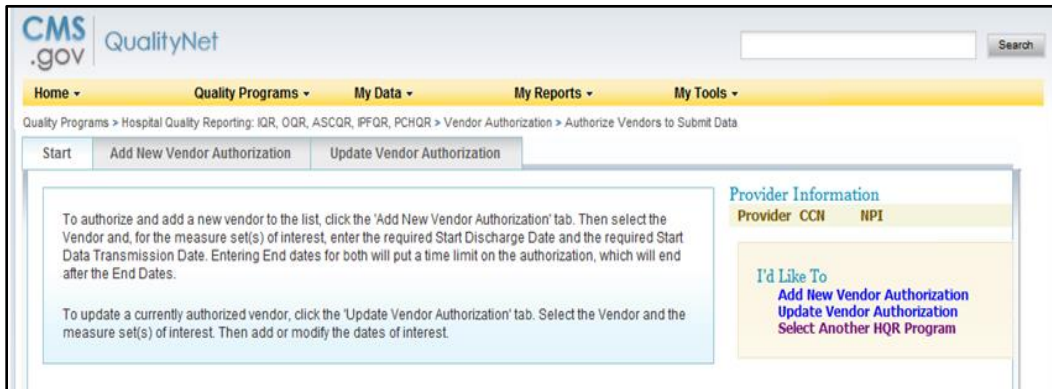 CMS
.gov
QualityNet
Search
Home
Quality Programs
My Data
My Reports
My Tools
Quality Programs > Hospital Quality Reporting: IQR, OQR, ASCQR, IPFQR, PCHQR > Vendor Authorization > Authorize Vendors to Submit Data
Start
Add New Vendor Authorization
Update Vendor Authorization
To authorize and add a new vendor to the list, click the 'Add New Vendor Authorization' tab. Then select the
Vendor and, for the measure set(s) of interest, enter the required Start Discharge Date and the required Start
Data Transmission Date. Entering End dates for both will put a time limit on the authorization, which will end
after the End Dates.
To update a currently authorized vendor, click the 'Update Vendor Authorization' tab. Select the Vendor and the
measure set(s) of interest. Then add or modify the dates of interest.
Provider Information
Provider CCN NPI
I'd Like To
Add New Vendor Authorization
Update Vendor Authorization
Select Another HQR Program